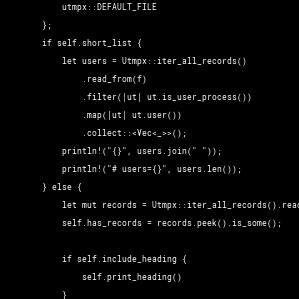 utmpx::DEFAULT_FILE
};
if self.short_list {
let users = Utmpx::iter_all_records()
.read_from(f)
.filter(|ut| ut.is_user_process())
.map(|ut| ut.user())
.collect::<Vec<_>>();
println!("{}", users.join(" "));
println!("# users={}", users.len());
} else {
let mut records = Utmpx::iter_all_records().read
self.has_records = records.peek().is_some();
if self.include_heading {
self.print_heading()
}